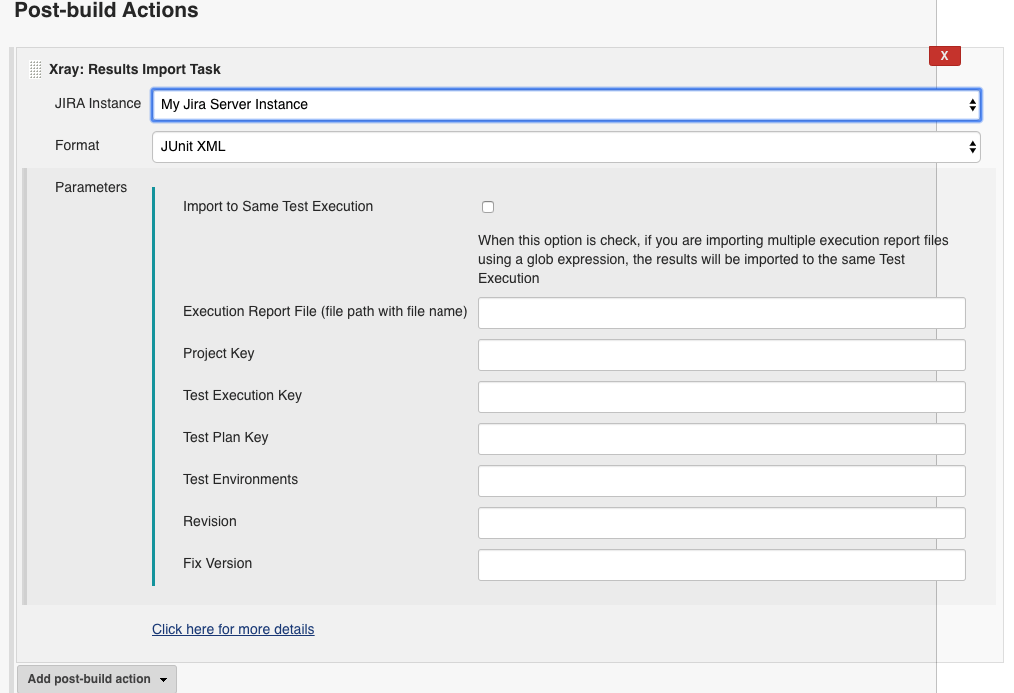 Post-build Actions
X
Xray: Results Import Task
JIRA Instance My Jira Server Instance
Format JUnit XML
Parameters
Import to Same Test Execution
When this option is check, if you are importing multiple execution report files
using a glob expression, the results will be imported to the same Test
Execution
Execution Report File (file path with file name)
Project Key
Test Execution Key
Test Plan Key
Test Environments
Revision
Fix Version
Click here for more details
Add post-build action